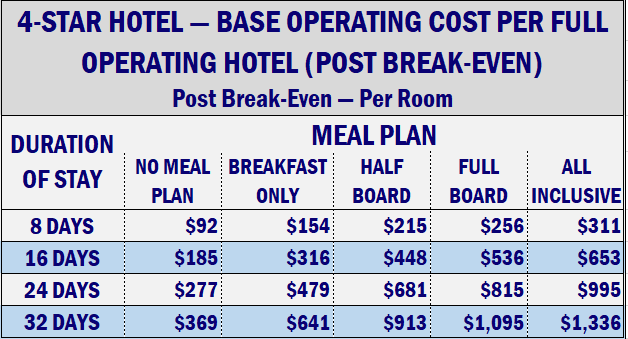 4-STAR HOTEL — BASE OPERATING COST PER FULL
OPERATING HOTEL (POST BREAK-EVEN)
Post Break-Even — Per Room
DURATION OF STAY
MEAL PLAN
NO MEAL PLAN BREAKFAST ONLY HALF BOARD FULL BOARD ALL INCLUSIVE
8 DAYS $92 $154 $215 $256 $311
16 DAYS $185 $316 $448 $536 $653
24 DAYS $277 $479 $681 $815 $995
32 DAYS $369 $641 $913 $1,095 $1,336